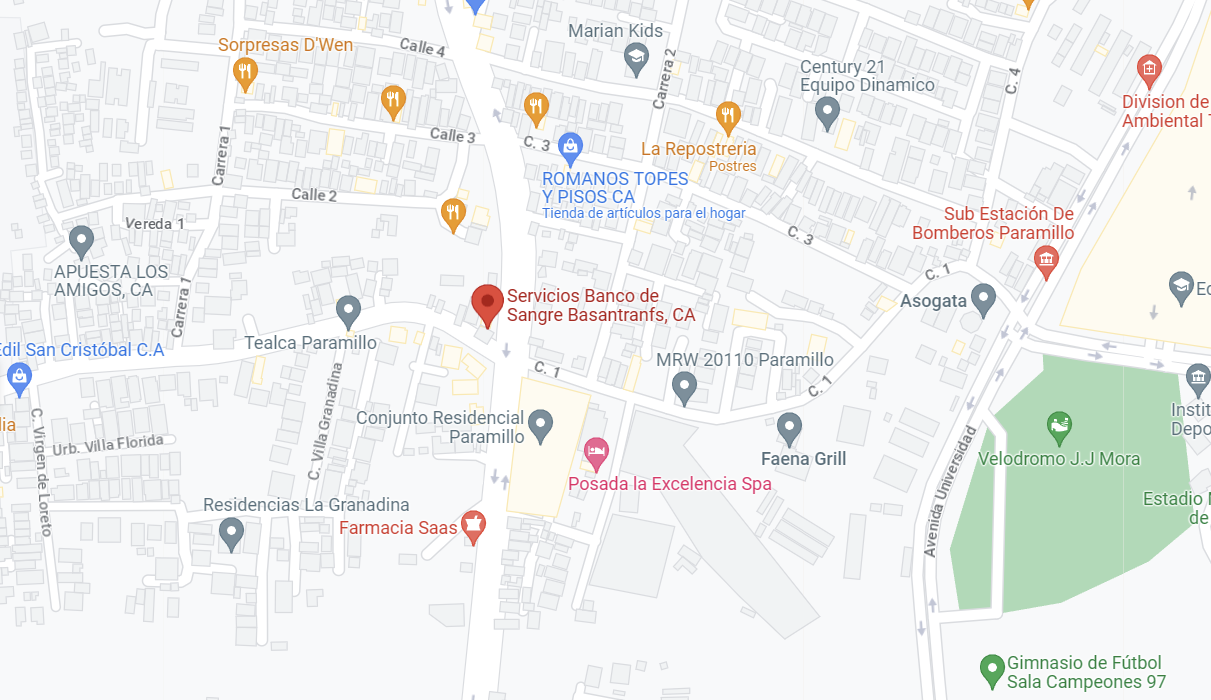 Marian Kids
Sorpresas D'Wen
Calle 4
Carrera 2
Century 21
Equipo Dinamico
C. 4
Division de
Ambiental
Carrera 1
Calle 3
C. 3
La Repostreria
Postres
ROMANOS TOPES
Y PISOS CA
Tienda de artículos para el hogar
Calle 2
Vereda 1
Sub Estación De
Bomberos Paramillo
C. 3
APUESTA LOS
AMIGOS, CA
C. 1
Carrera 1
Servicios Banco de
Sangre Basantranfs, CA
Asogata
Tealca Paramillo
Edil San Cristóbal C.A
MRW 20110 Paramillo
C. 1
C. 1
C. Villa Granadina
Conjunto Residencial
Paramillo
Instit
Depo
lia
C. Virgen de Loreto
Urb. Villa Florida
Faena Grill
Velodromo J.J Mora
Posada la Excelencia Spa
Avenida Universidad
Residencias La Granadina
Farmacia Saas
Estadio
de
Gimnasio de Fútbol
Sala Campeones 97